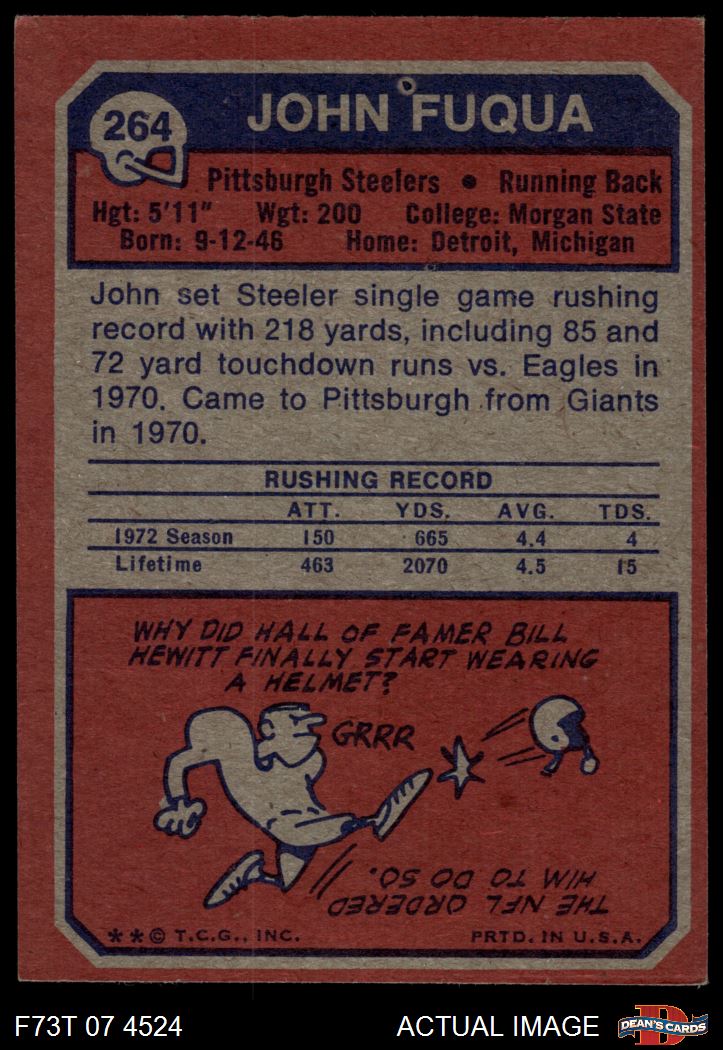 264
JOHN FUQUA
Pittsburgh Steelers • Running Back
Hgt: 5'11" Wgt: 200 College: Morgan State
Born: 9-12-46 Home: Detroit, Michigan
John set Steeler single game rushing
record with 218 yards, including 85 and
72 yard touchdown runs vs. Eagles in
1970. Came to Pittsburgh from Giants
in 1970.
RUSHING RECORD
ATT. YDS. AVG. TDS.
1972 Season 150 665 4.4 4
Lifetime 463 2070 4.5 15
WHY DID HALL OF FAMER BILL
HEWITT FINALLY START WEARING
A HELMET?
GRRR
THE NFL ORDERED
HIM TO DO SO.
**© T.C.G., INC. PRTD. IN U.S.A.
F73T 07 4524 ACTUAL IMAGE
D
DEAN'S CARDS